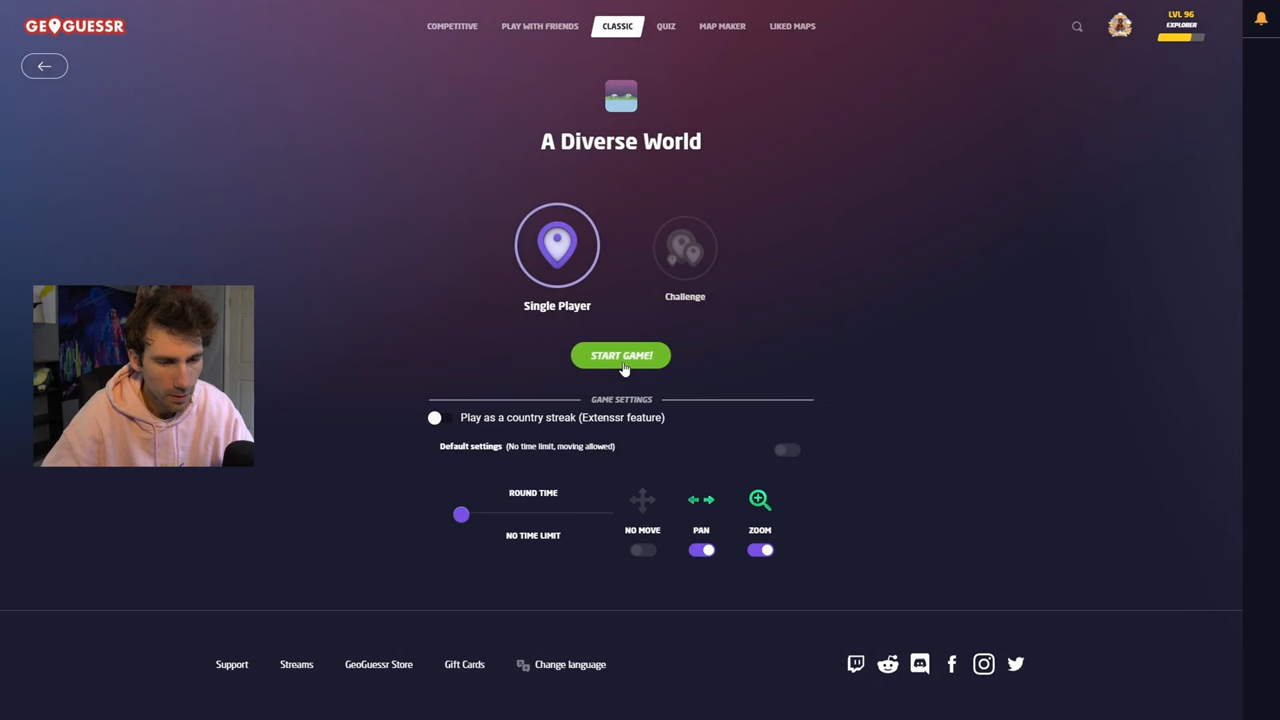 GEOGUESSR
COMPETITIVE
PLAY WITH FRIENDS
CLASSIC
QUIZ
MAP MAKER
LIKED MAPS
LVL 96
EXPLORER
A Diverse World
Single Player
Challenge
START GAME!
GAME SETTINGS
Play as a country streak (Extenssr feature)
Default settings (No time limit, moving allowed)
ROUND TIME
NO TIME LIMIT
NO MOVE
PAN
ZOOM
Support
Streams
GeoGuessr Store
Gift Cards
Change language